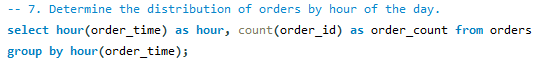 -- 7. Determine the distribution of orders by hour of the day.
select hour(order_time) as hour, count(order_id) as order_count from orders
group by hour(order_time);